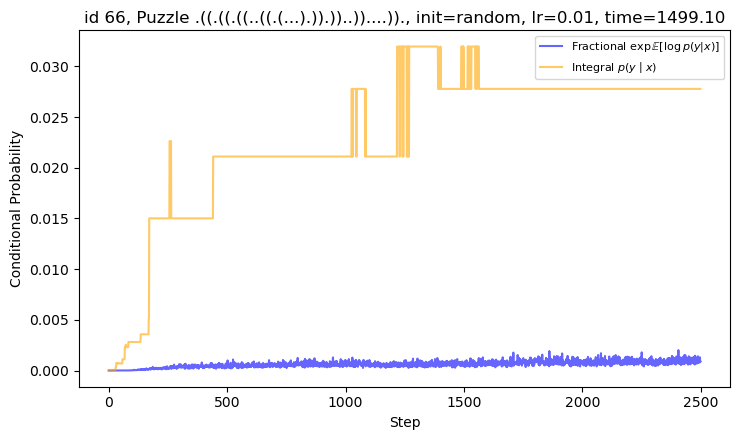 id 66, Puzzle .((.((.((..((.(...).)).))..))....))., init=random, lr=0.01, time=1499.10
Fractional exp𝔼[log p(y|x)]
Integral p(y | x)
Conditional Probability
0.030
0.025
0.020
0.015
0.010
0.005
0.000
0
500
1000
1500
2000
2500
Step